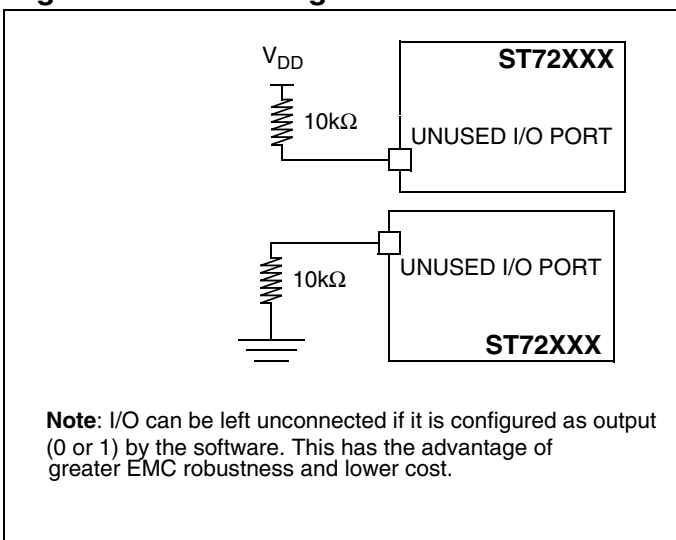 V_DD
ST72XXX
10kΩ
UNUSED I/O PORT
UNUSED I/O PORT
10kΩ
ST72XXX
Note: I/O can be left unconnected if it is configured as output
(0 or 1) by the software. This has the advantage of
greater EMC robustness and lower cost.